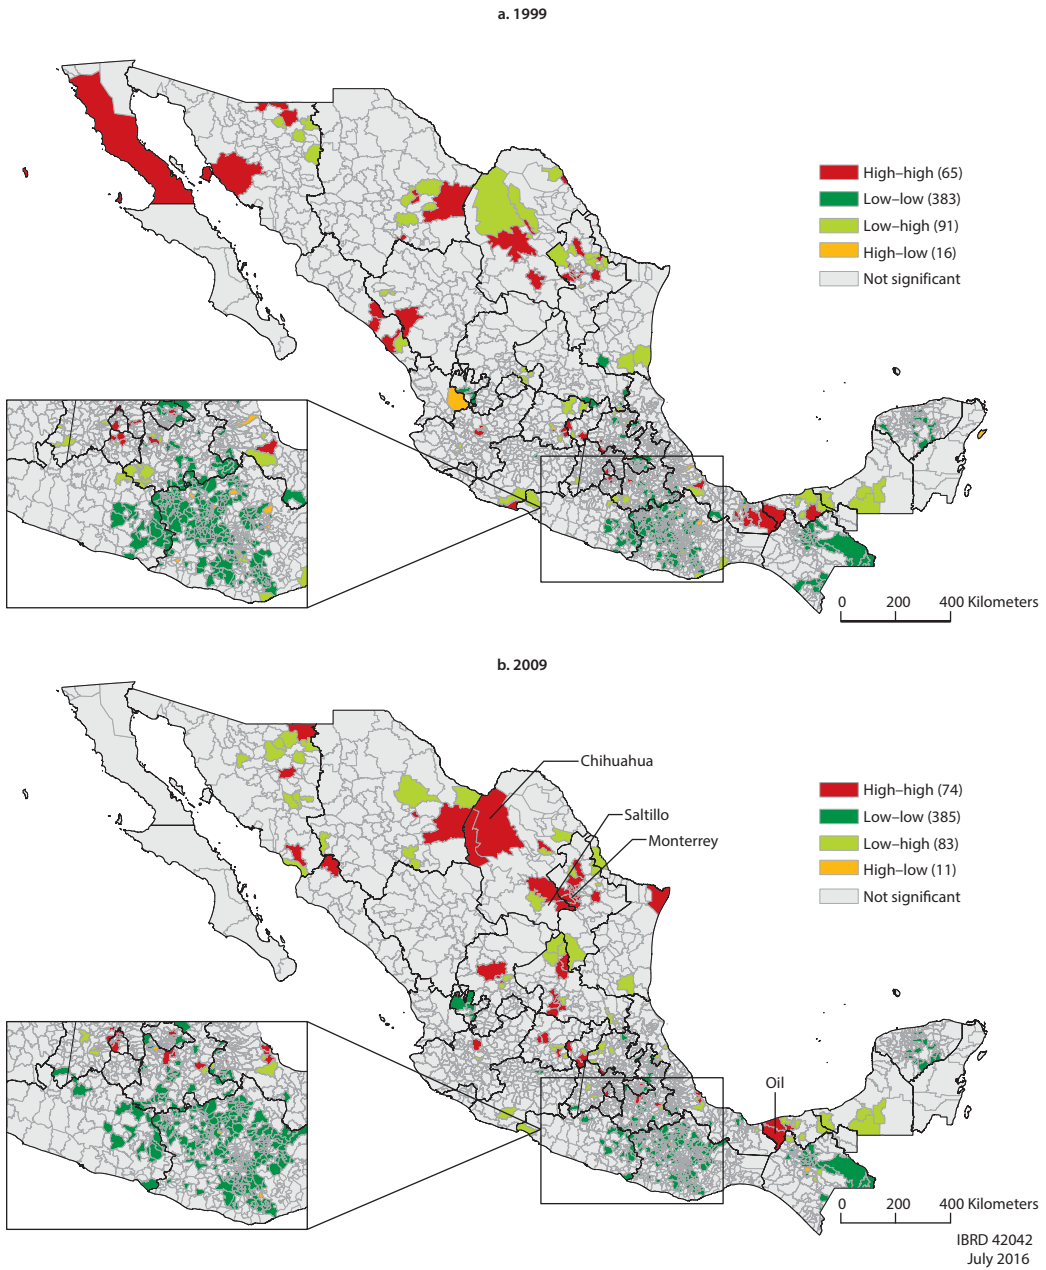 a. 1999
High–high (65)
Low–low (383)
Low–high (91)
High–low (16)
Not significant
0 200 400 Kilometers
b. 2009
Chihuahua
Saltillo
Monterrey
High–high (74)
Low–low (385)
Low–high (83)
High–low (11)
Not significant
Oil
0 200 400 Kilometers
IBRD 42042
July 2016